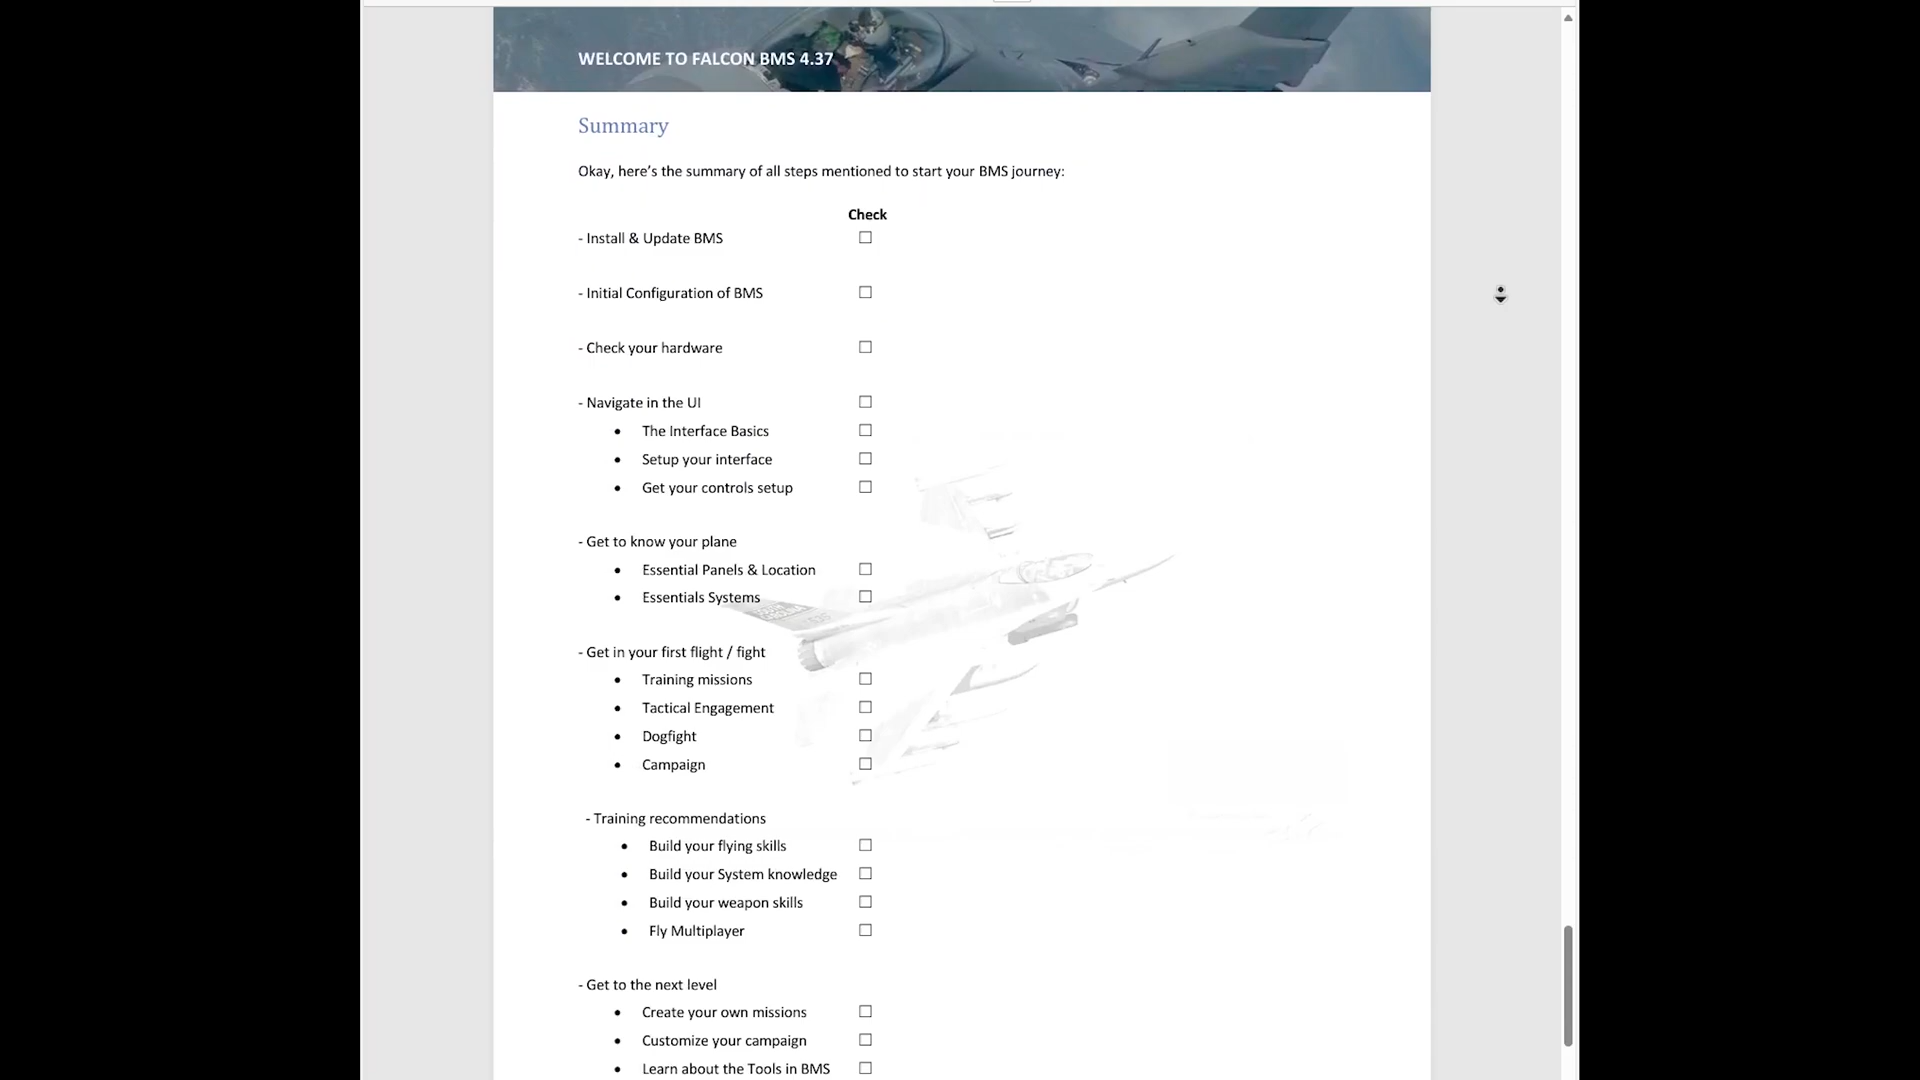 WELCOME TO FALCON BMS 4.37
Summary
Okay, here's the summary of all steps mentioned to start your BMS journey:
Check
- Install & Update BMS ☐
- Initial Configuration of BMS ☐
- Check your hardware ☐
- Navigate in the UI ☐
• The Interface Basics ☐
• Setup your interface ☐
• Get your controls setup ☐
- Get to know your plane
• Essential Panels & Location ☐
• Essentials Systems ☐
- Get in your first flight / fight
• Training missions ☐
• Tactical Engagement ☐
• Dogfight ☐
• Campaign ☐
- Training recommendations
• Build your flying skills ☐
• Build your System knowledge ☐
• Build your weapon skills ☐
• Fly Multiplayer ☐
- Get to the next level
• Create your own missions ☐
• Customize your campaign ☐
• Learn about the Tools in BMS ☐